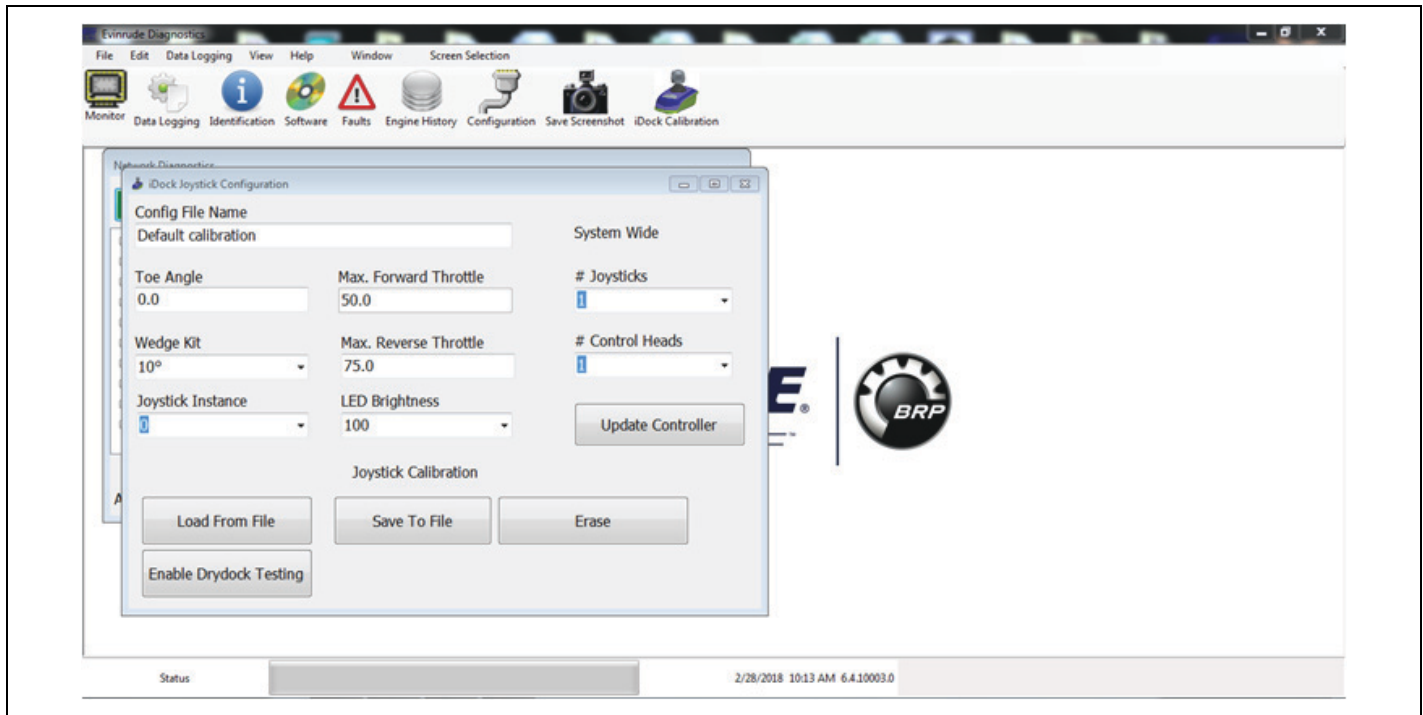 Evinrude Diagnostics
File Edit Data Logging View Help Window Screen Selection
Monitor Data Logging Identification Software Faults Engine History Configuration Save Screenshot iDock Calibration
Network Diagnostics
iDock Joystick Configuration
Config File Name
Default calibration
System Wide
Toe Angle Max. Forward Throttle # Joysticks
0.0 50.0 1
Wedge Kit Max. Reverse Throttle # Control Heads
10° 75.0 1
Joystick Instance LED Brightness
0 100 Update Controller
Joystick Calibration
Load From File Save To File Erase
Enable Drydock Testing
E®
BRP
A
Status 2/28/2018 10:13 AM 6.4.10003.0